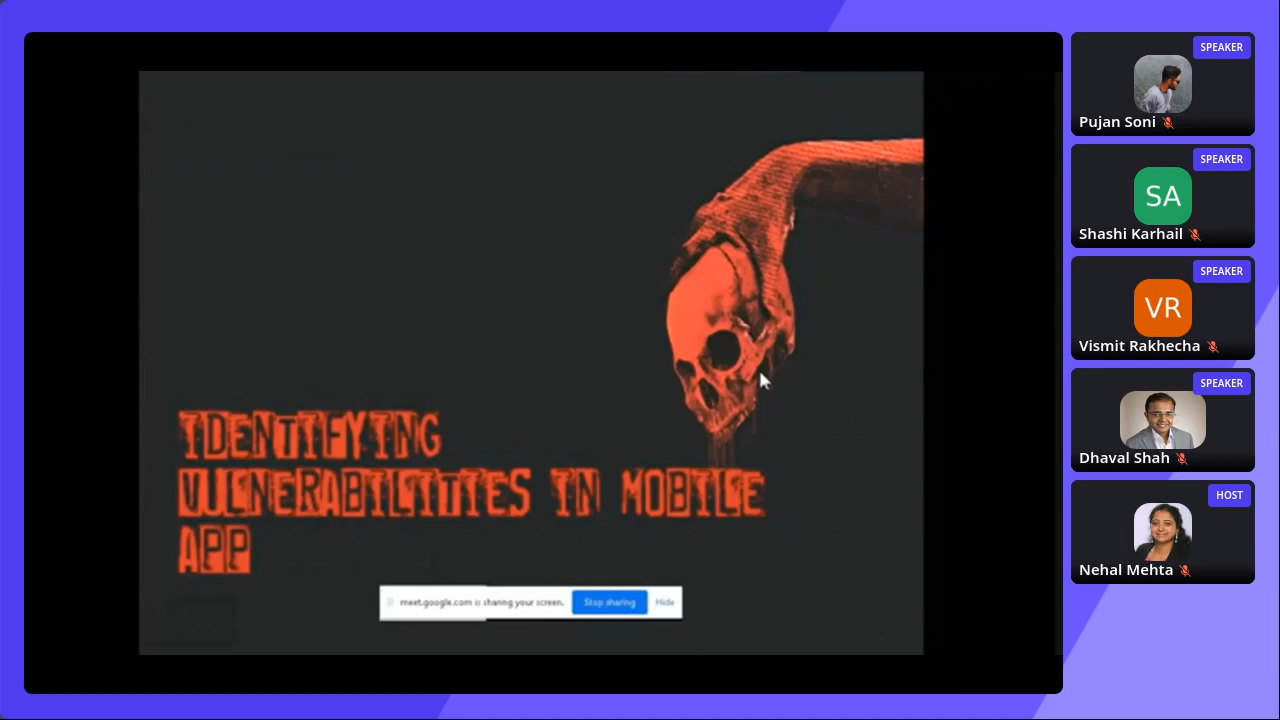 IDENTIFYING
VULNERABILITIES IN MOBILE
APP
meet.google.com is sharing your screen.
Stop sharing
Hide
SPEAKER
Pujan Soni
SPEAKER
SA
Shashi Karhail
SPEAKER
VR
Vismit Rakhecha
SPEAKER
Dhaval Shah
HOST
Nehal Mehta